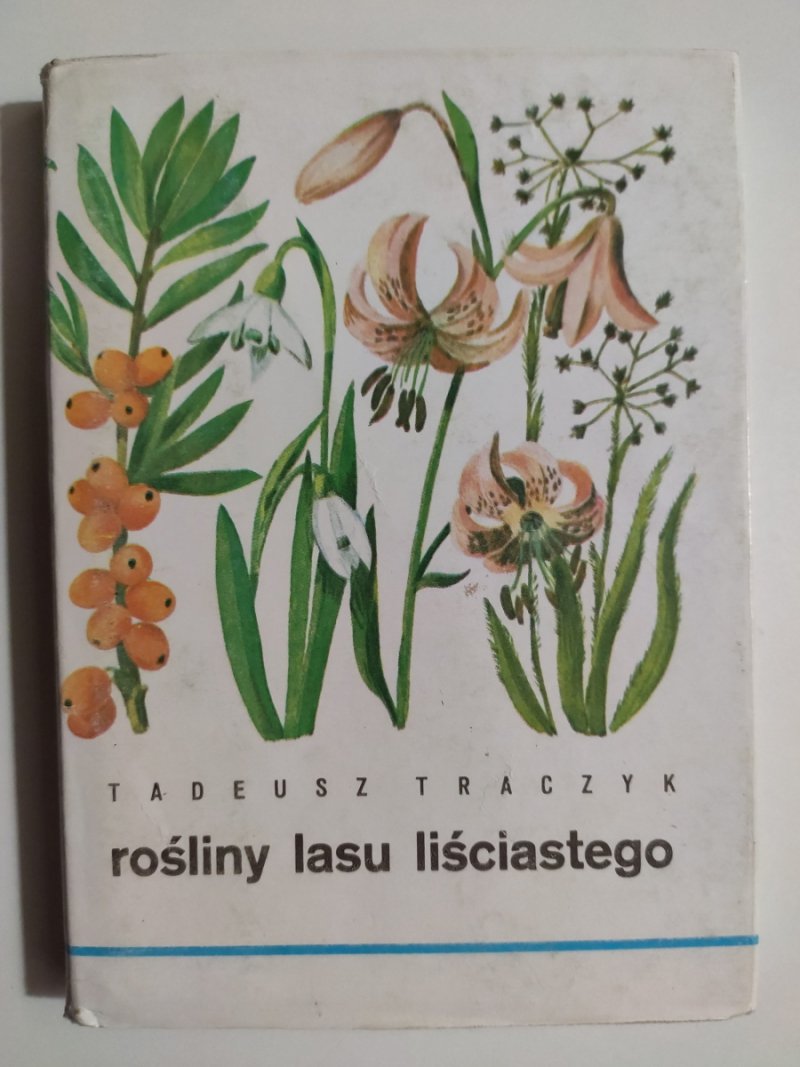 TADEUSZ TRACZYK
rośliny lasu liściastego